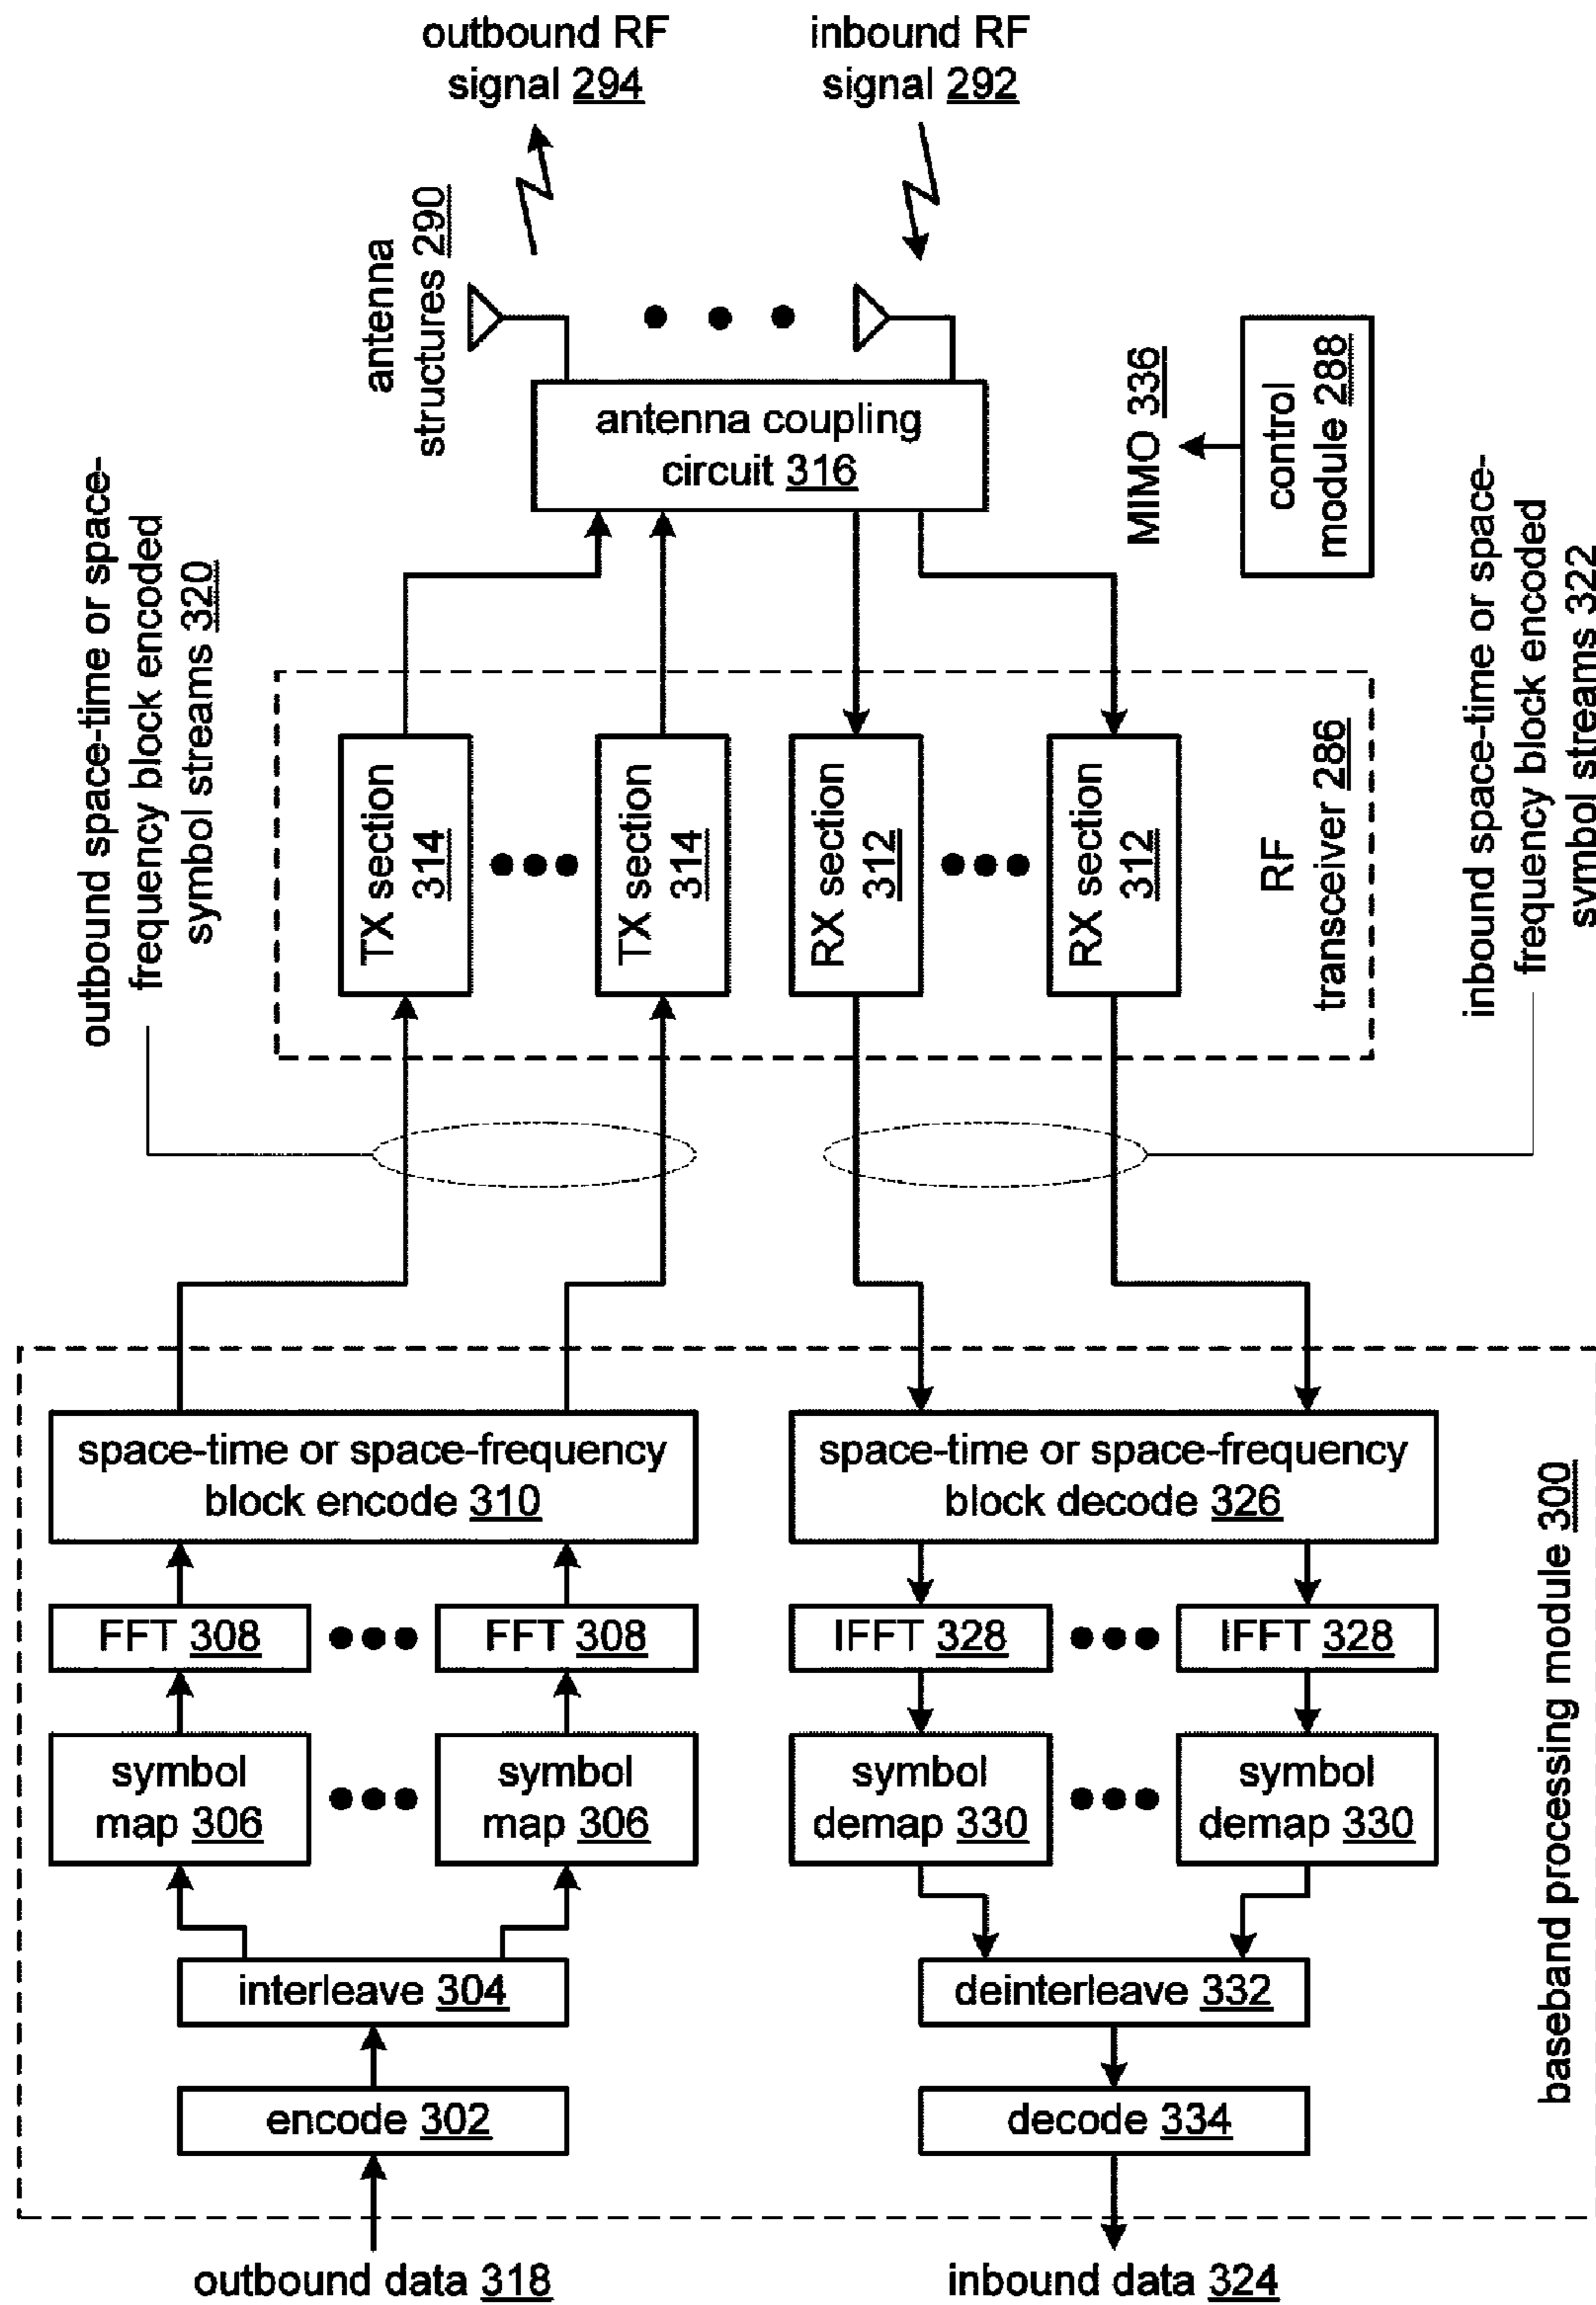 outbound RF
signal 294
inbound RF
signal 292
antenna
structures 290
antenna coupling
circuit 316
MIMO 336
control
module 288
outbound space-time or space-
frequency block encoded
symbol streams 320
TX section
314
TX section
314
RX section
312
RX section
312
RF
transceiver 286
inbound space-time or space-
frequency block encoded
symbol streams 322
space-time or space-frequency
block encode 310
space-time or space-frequency
block decode 326
FFT 308
FFT 308
IFFT 328
IFFT 328
symbol
map 306
symbol
map 306
symbol
demap 330
symbol
demap 330
interleave 304
deinterleave 332
encode 302
decode 334
baseband processing module 300
outbound data 318
inbound data 324